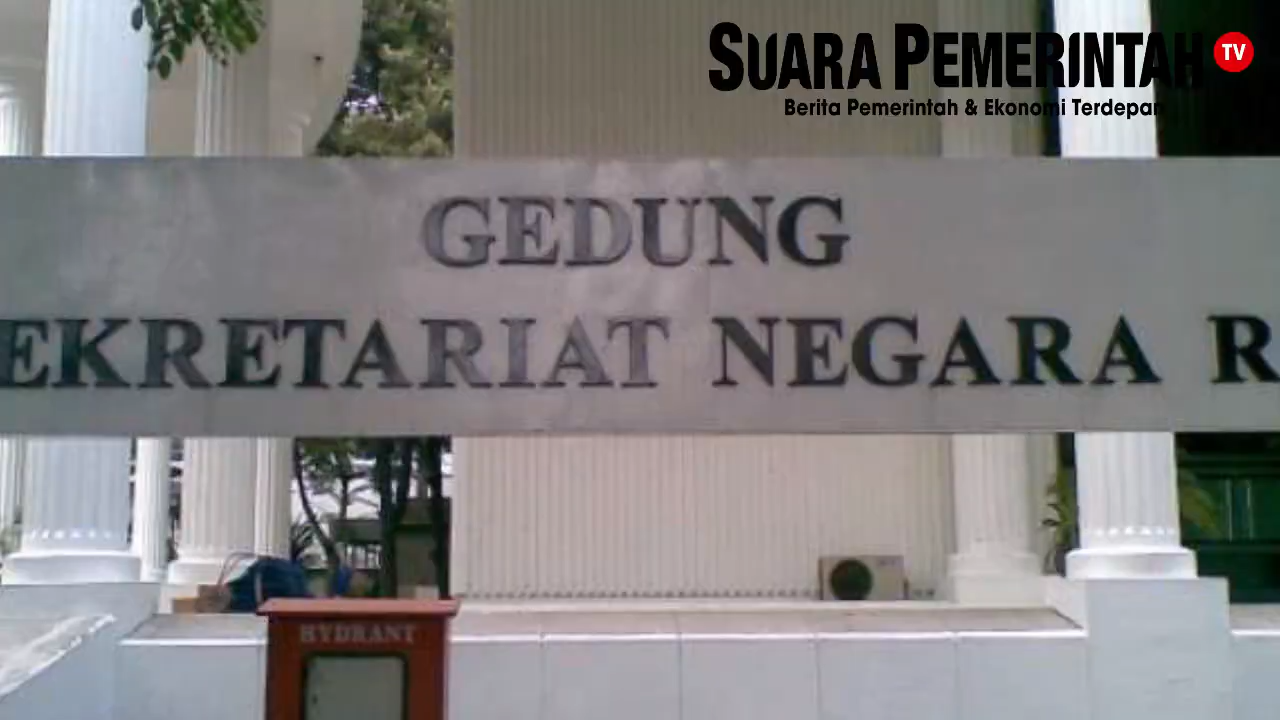 SUARA PEMERINTAH TV
Berita Pemerintah & Ekonomi Terdepan
GEDUNG
EKRETARIAT NEGARA R
HYDRANT